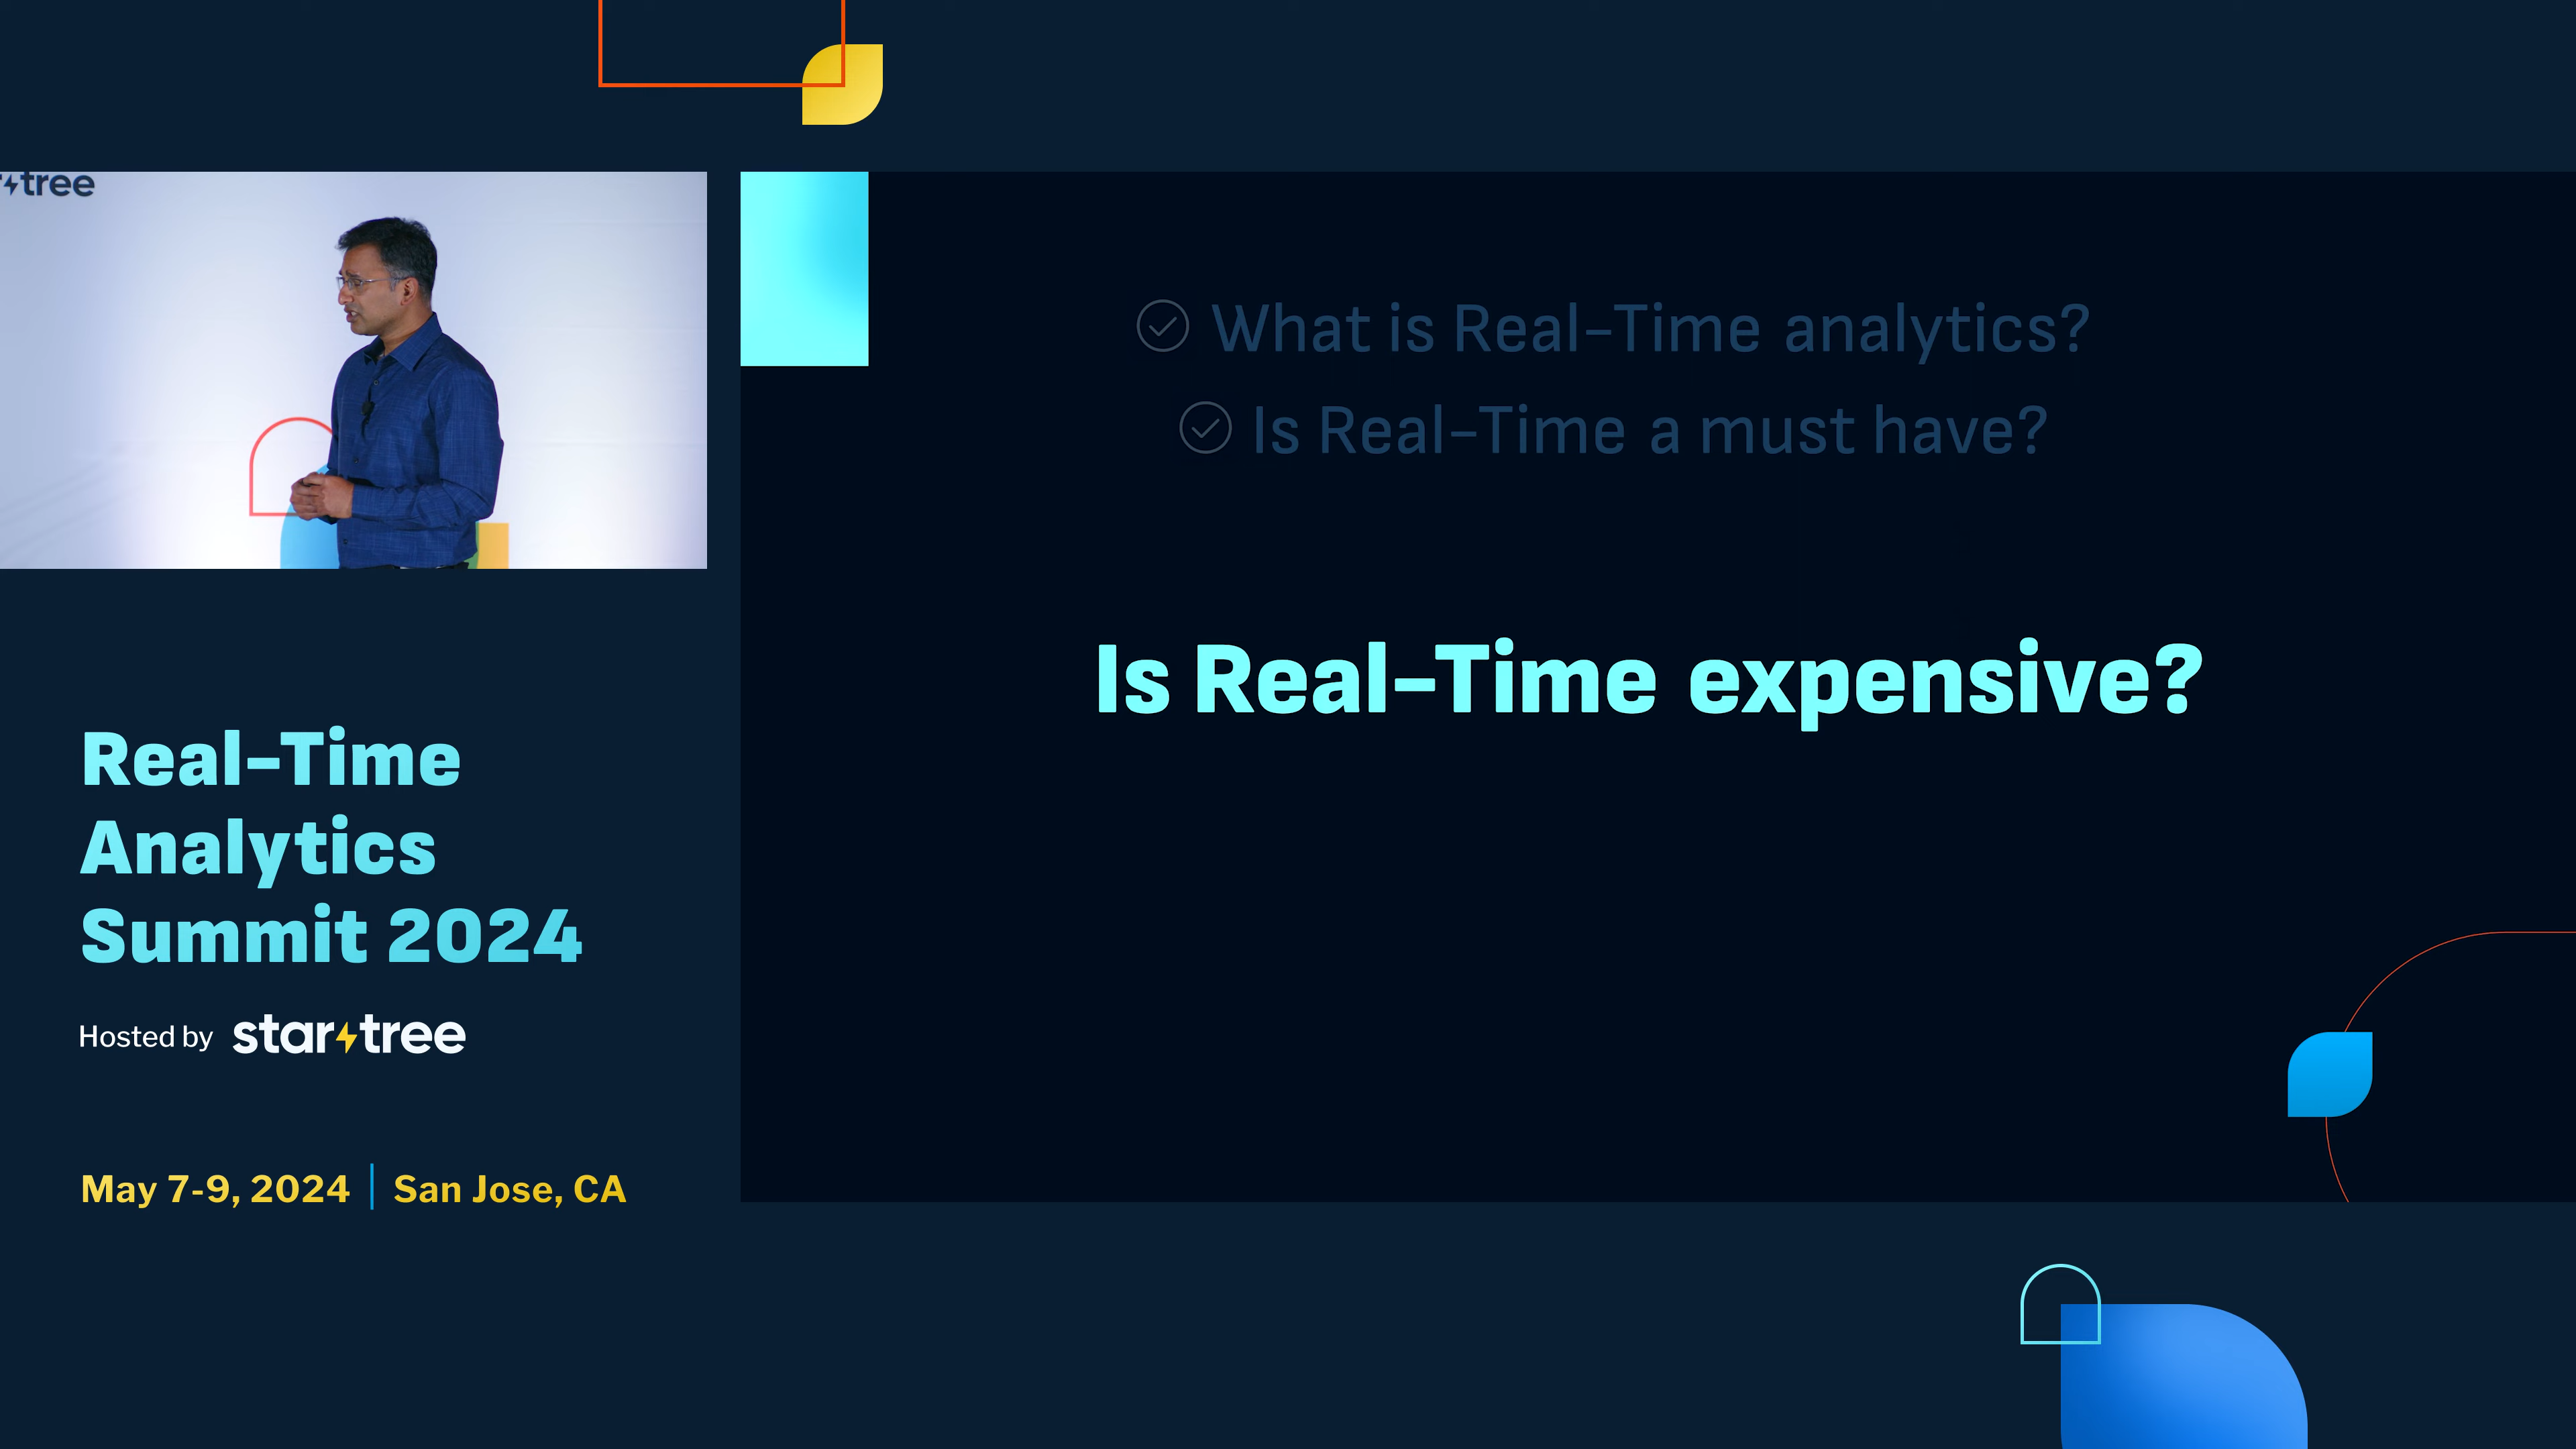 tree
What is Real-Time analytics?
Is Real-Time a must have?
Is Real-Time expensive?
Real-Time
Analytics
Summit 2024
Hosted by startree
May 7-9, 2024 | San Jose, CA